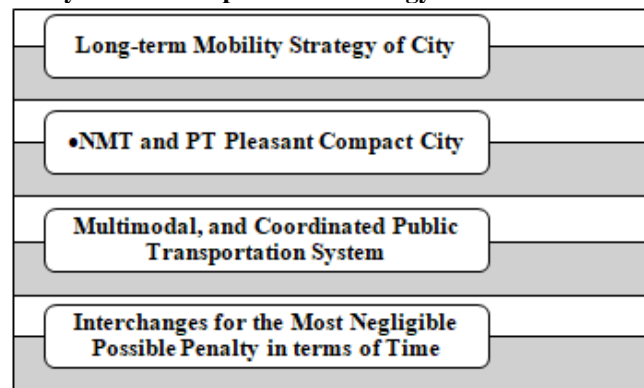 Long-term Mobility Strategy of City
•NMT and PT Pleasant Compact City
Multimodal, and Coordinated Public
Transportation System
Interchanges for the Most Negligible
Possible Penalty in terms of Time